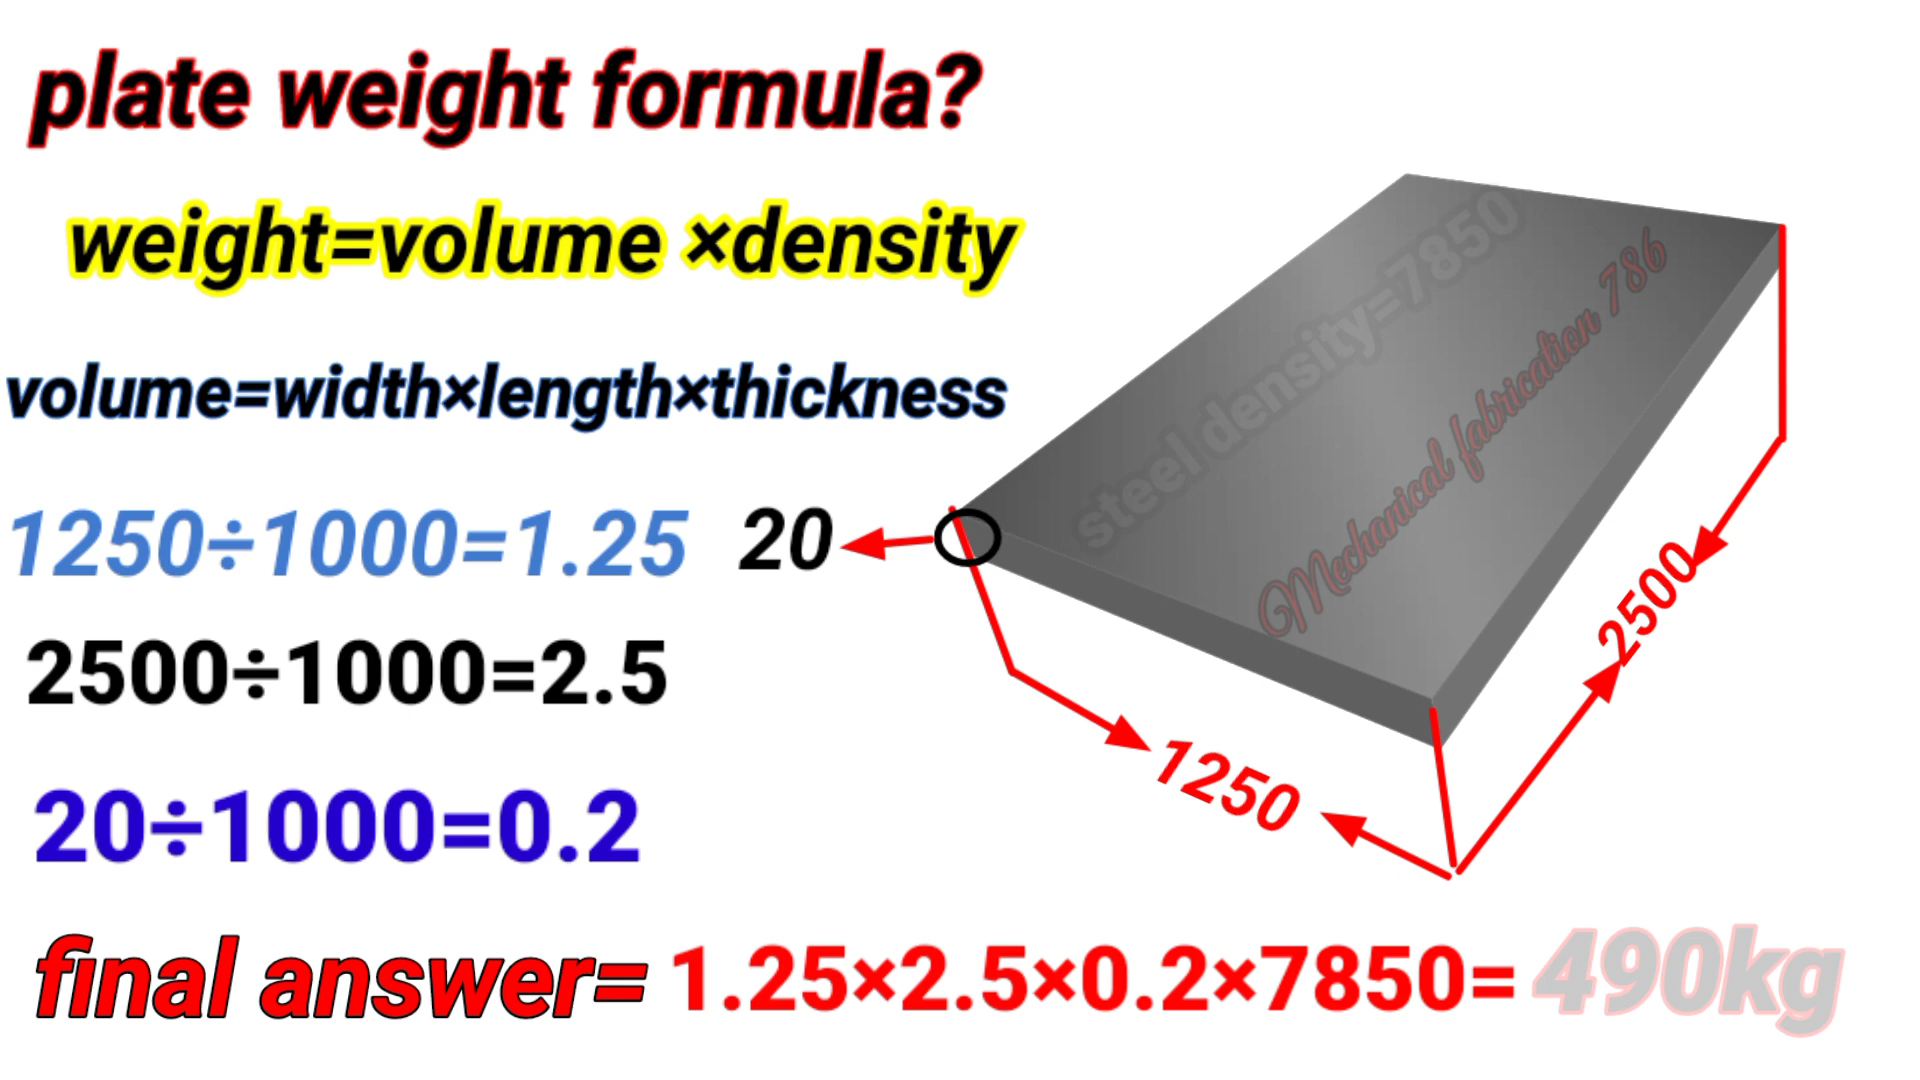 plate weight formula?
weight=volume ×density
volume=width×length×thickness
1250÷1000=1.25
20
2500÷1000=2.5
20÷1000=0.2
steel density=7850
Mechanical fabrication 786
2500
1250
final answer= 1.25×2.5×0.2×7850= 490kg